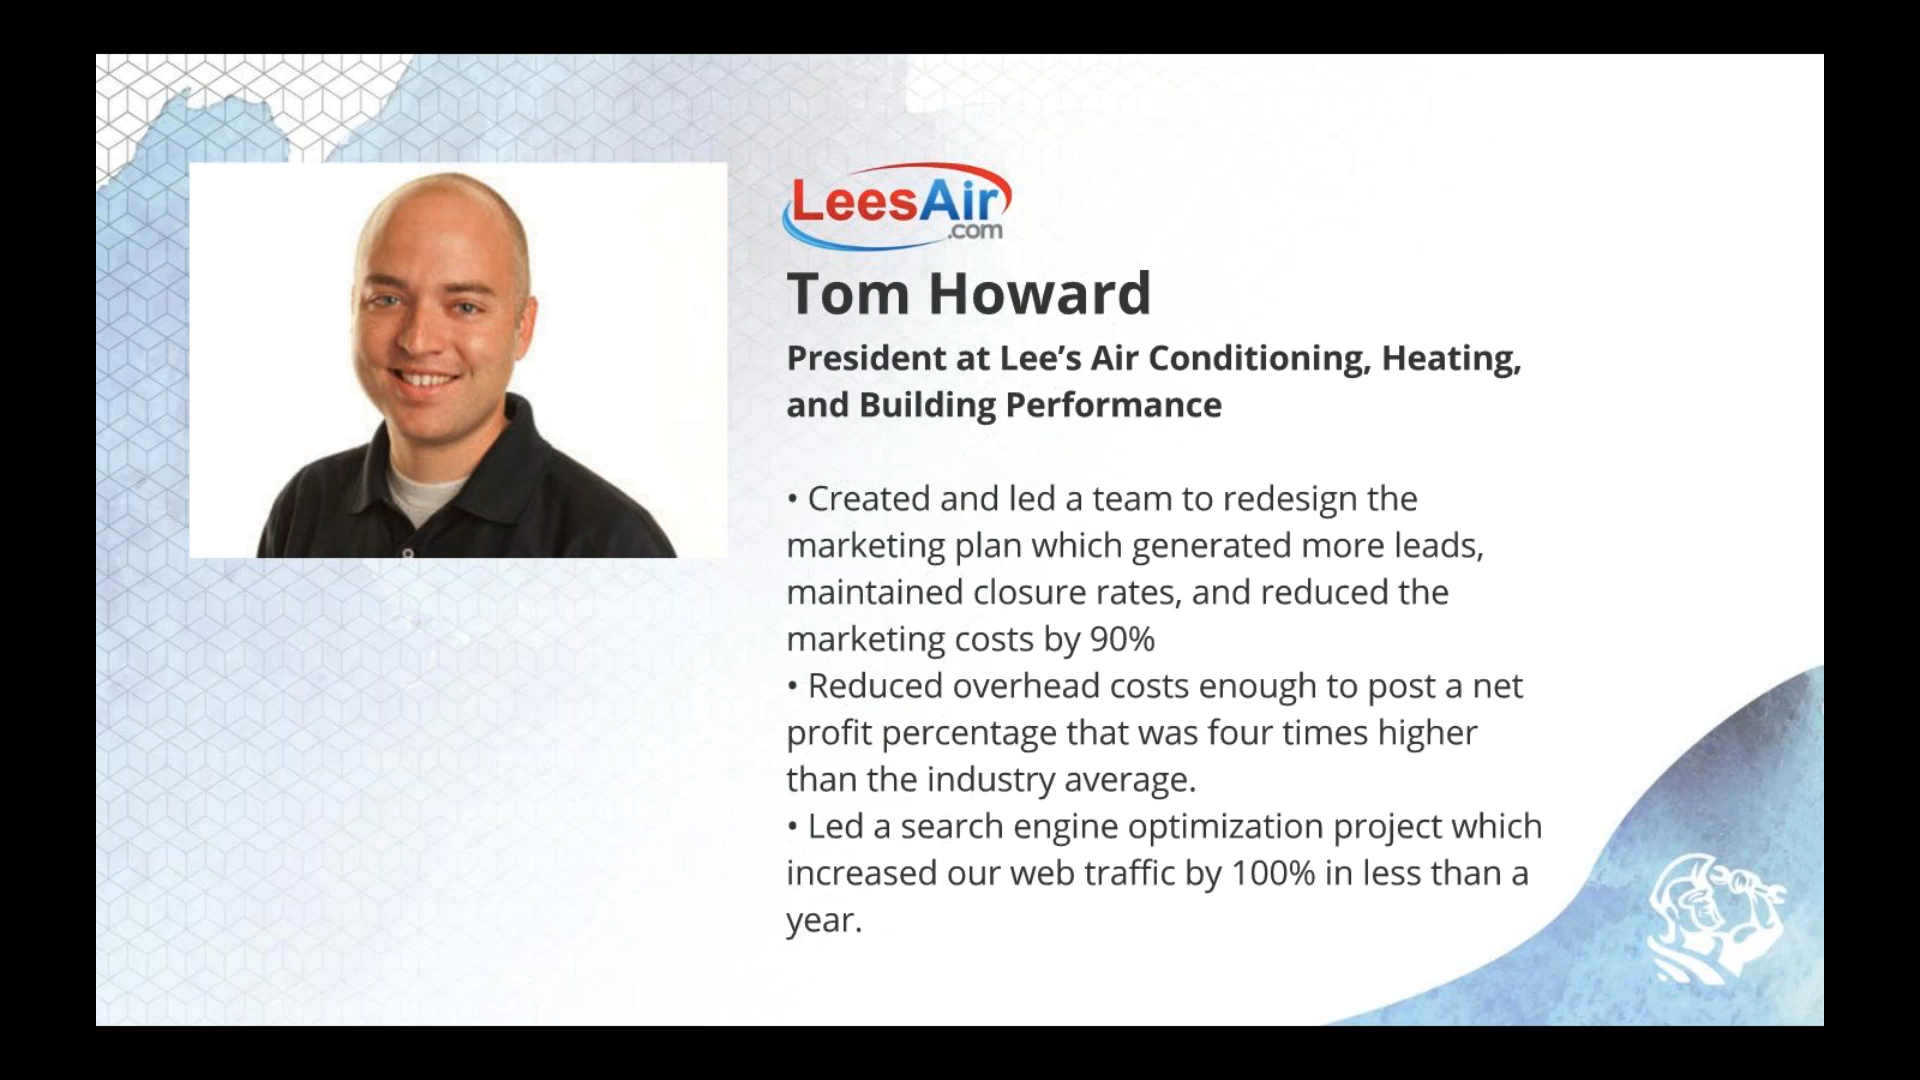 LeesAir
.com
Tom Howard
President at Lee’s Air Conditioning, Heating,
and Building Performance
• Created and led a team to redesign the
marketing plan which generated more leads,
maintained closure rates, and reduced the
marketing costs by 90%
• Reduced overhead costs enough to post a net
profit percentage that was four times higher
than the industry average.
• Led a search engine optimization project which
increased our web traffic by 100% in less than a
year.